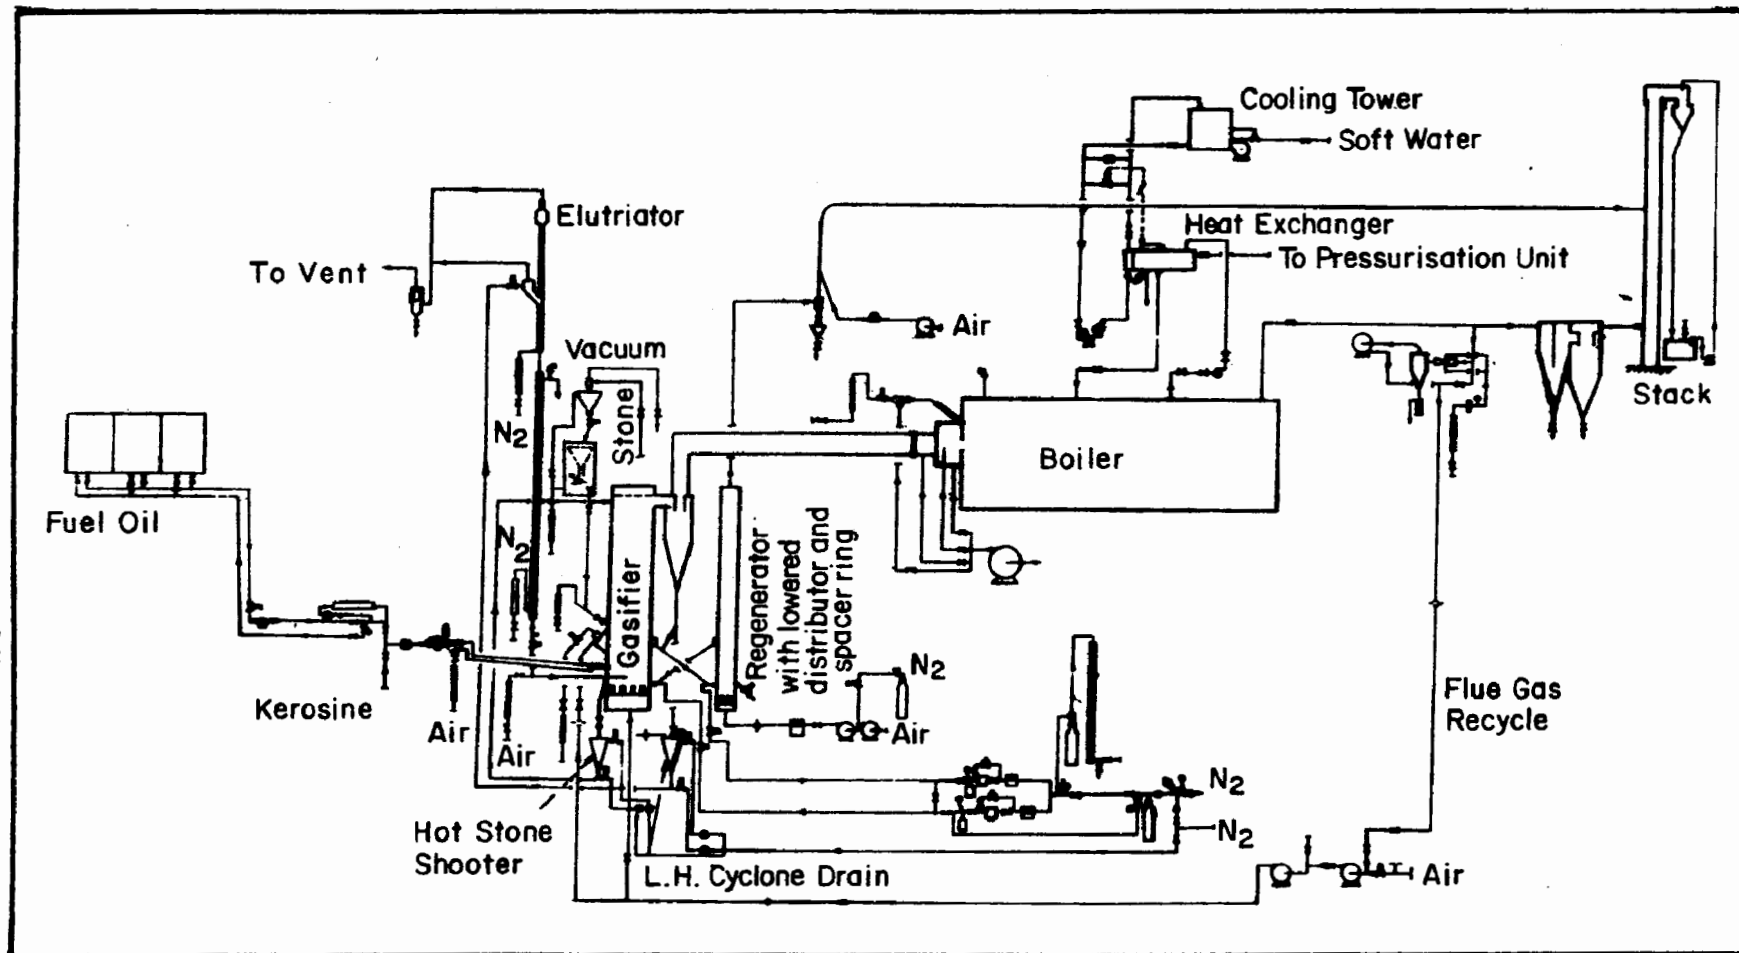 Cooling Tower
Soft Water
Elutriator
Heat Exchanger
To Vent
To Pressurisation Unit
Air
Vacuum
Stone
Stack
N2
Boiler
Fuel Oil
N2
Gasifier
Regenerator
with lowered
distributor and
spacer ring
N2
Flue Gas
Recycle
Kerosine
Air
Air
Air
N2
Hot Stone
Shooter
N2
L.H. Cyclone Drain
Air